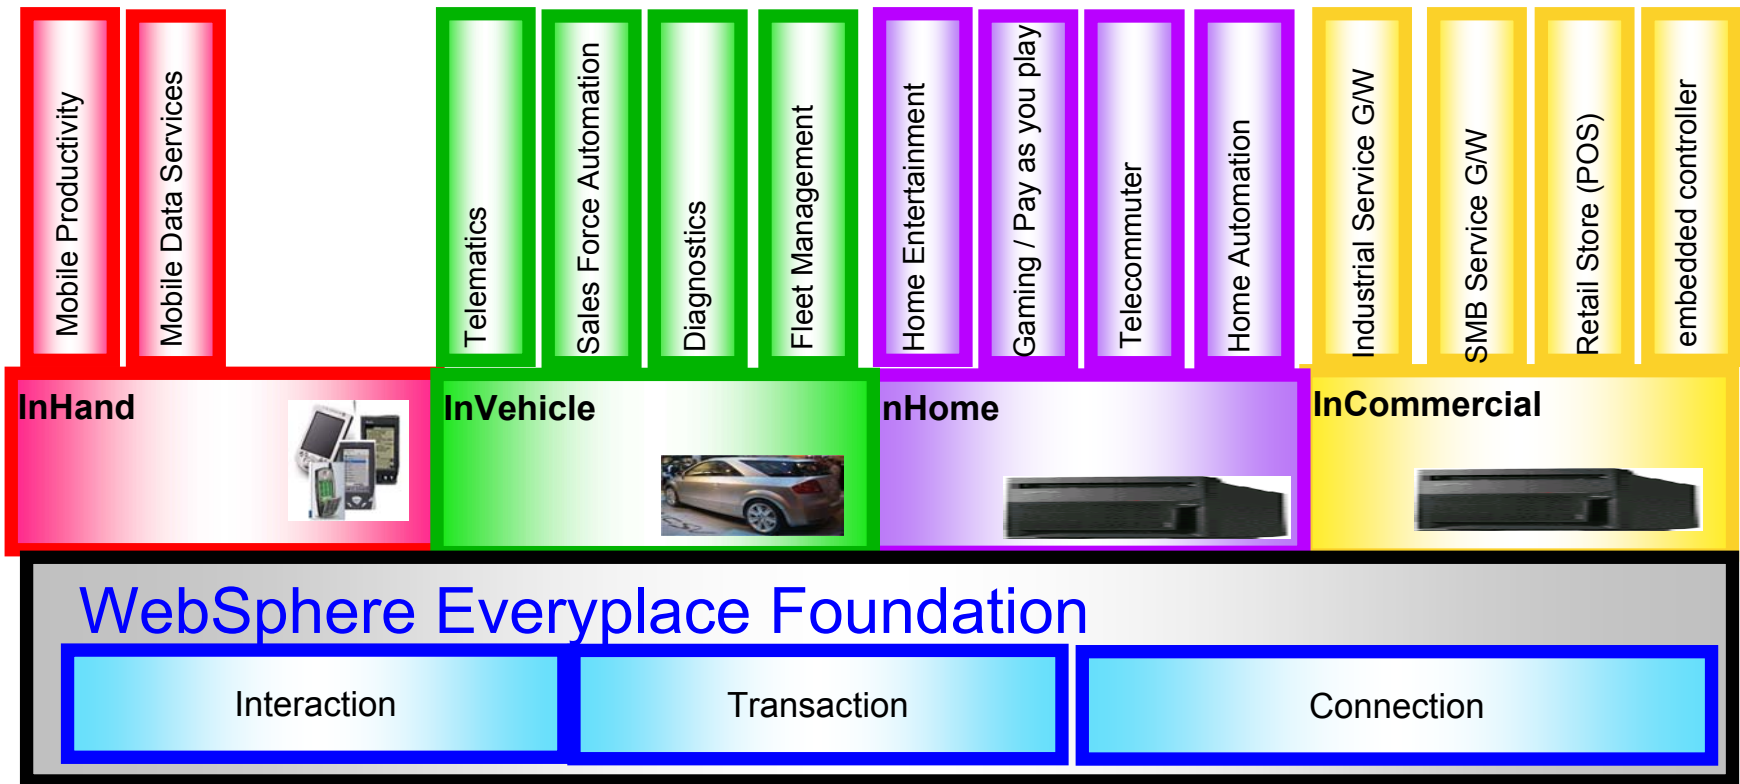 Mobile Productivity
Mobile Data Services
Telematics
Sales Force Automation
Diagnostics
Fleet Management
Home Entertainment
Gaming / Pay as you play
Telecommuter
Home Automation
Industrial Service G/W
SMB Service G/W
Retail Store (POS)
embedded controller
InHand
InVehicle
nHome
InCommercial
WebSphere Everyplace Foundation
Interaction
Transaction
Connection